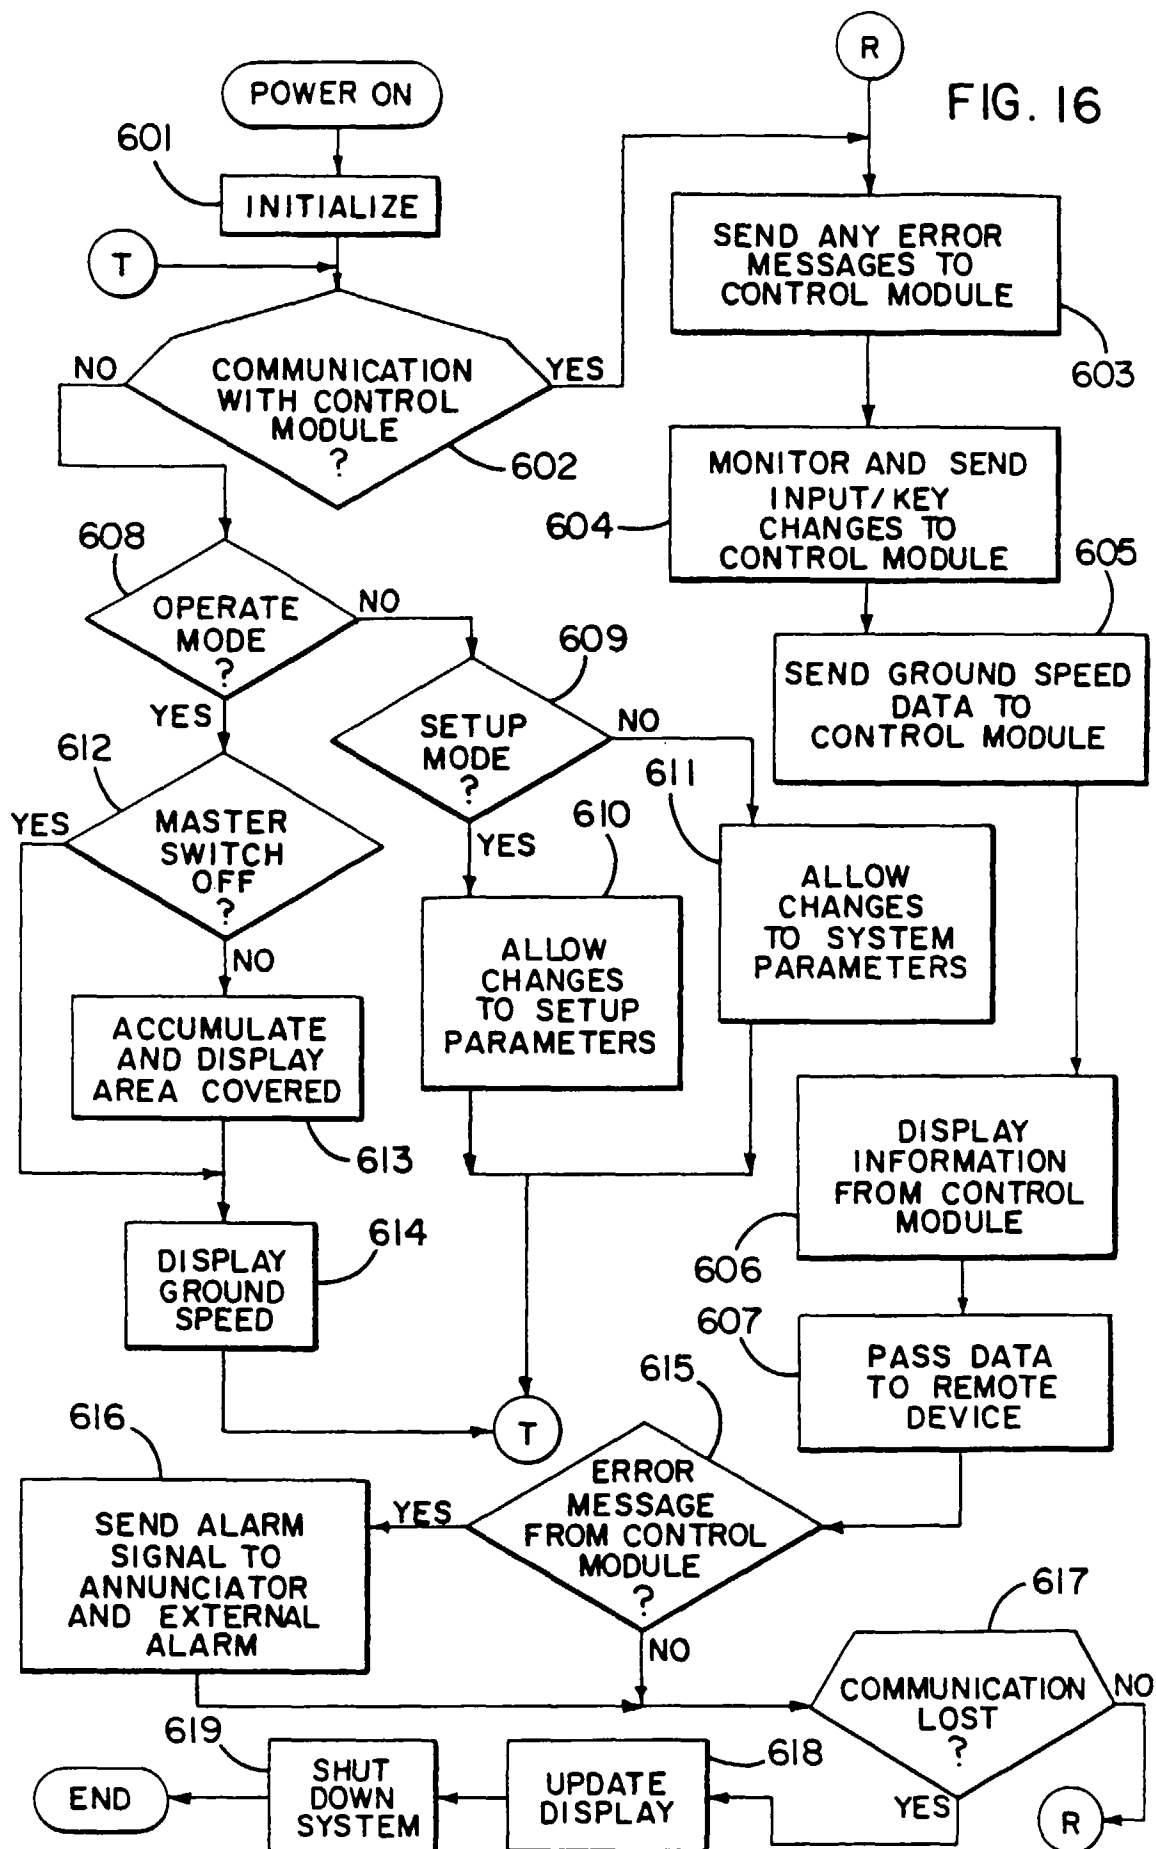 R
FIG. 16
POWER ON
601
INITIALIZE
T
SEND ANY ERROR
MESSAGES TO
CONTROL MODULE
603
NO
COMMUNICATION
WITH CONTROL
MODULE
?
YES
602
MONITOR AND SEND
INPUT/KEY
CHANGES TO
CONTROL MODULE
604
605
608
OPERATE
MODE
?
NO
YES
609
SETUP
MODE
?
NO
YES
SEND GROUND SPEED
DATA TO
CONTROL MODULE
612
YES
MASTER
SWITCH
OFF
?
NO
610
611
ALLOW
CHANGES
TO SYSTEM
PARAMETERS
ALLOW
CHANGES
TO SETUP
PARAMETERS
ACCUMULATE
AND DISPLAY
AREA COVERED
613
DISPLAY
INFORMATION
FROM CONTROL
MODULE
606
614
DISPLAY
GROUND
SPEED
607
PASS DATA
TO REMOTE
DEVICE
T
615
616
ERROR
MESSAGE
FROM CONTROL
MODULE
?
YES
NO
SEND ALARM
SIGNAL TO
ANNUNCIATOR
AND EXTERNAL
ALARM
617
COMMUNICATION
LOST
?
NO
YES
R
619
618
END
SHUT
DOWN
SYSTEM
UPDATE
DISPLAY